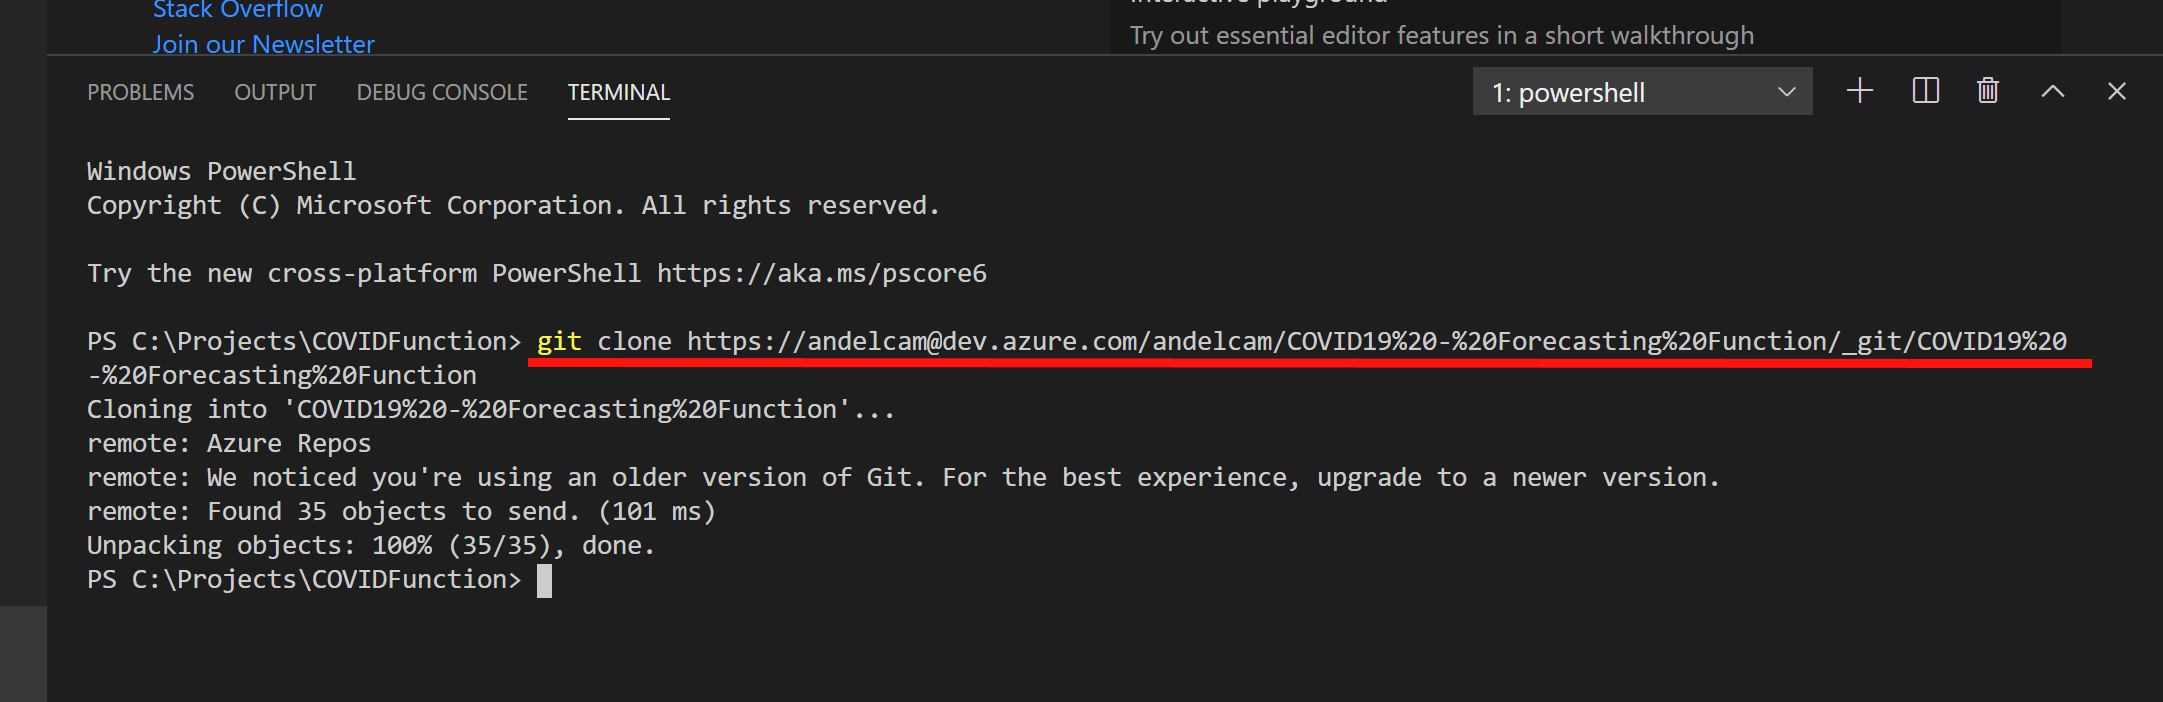 Stack Overflow
Join our Newsletter
Interactive playground
Try out essential editor features in a short walkthrough
PROBLEMS OUTPUT DEBUG CONSOLE TERMINAL 1: powershell
Windows PowerShell
Copyright (C) Microsoft Corporation. All rights reserved.
Try the new cross-platform PowerShell https://aka.ms/pscore6
PS C:\Projects\COVIDFunction> git clone https://andelcam@dev.azure.com/andelcam/COVID19%20-%20Forecasting%20Function/_git/COVID19%20
-%20Forecasting%20Function
Cloning into 'COVID19%20-%20Forecasting%20Function'...
remote: Azure Repos
remote: We noticed you're using an older version of Git. For the best experience, upgrade to a newer version.
remote: Found 35 objects to send. (101 ms)
Unpacking objects: 100% (35/35), done.
PS C:\Projects\COVIDFunction>